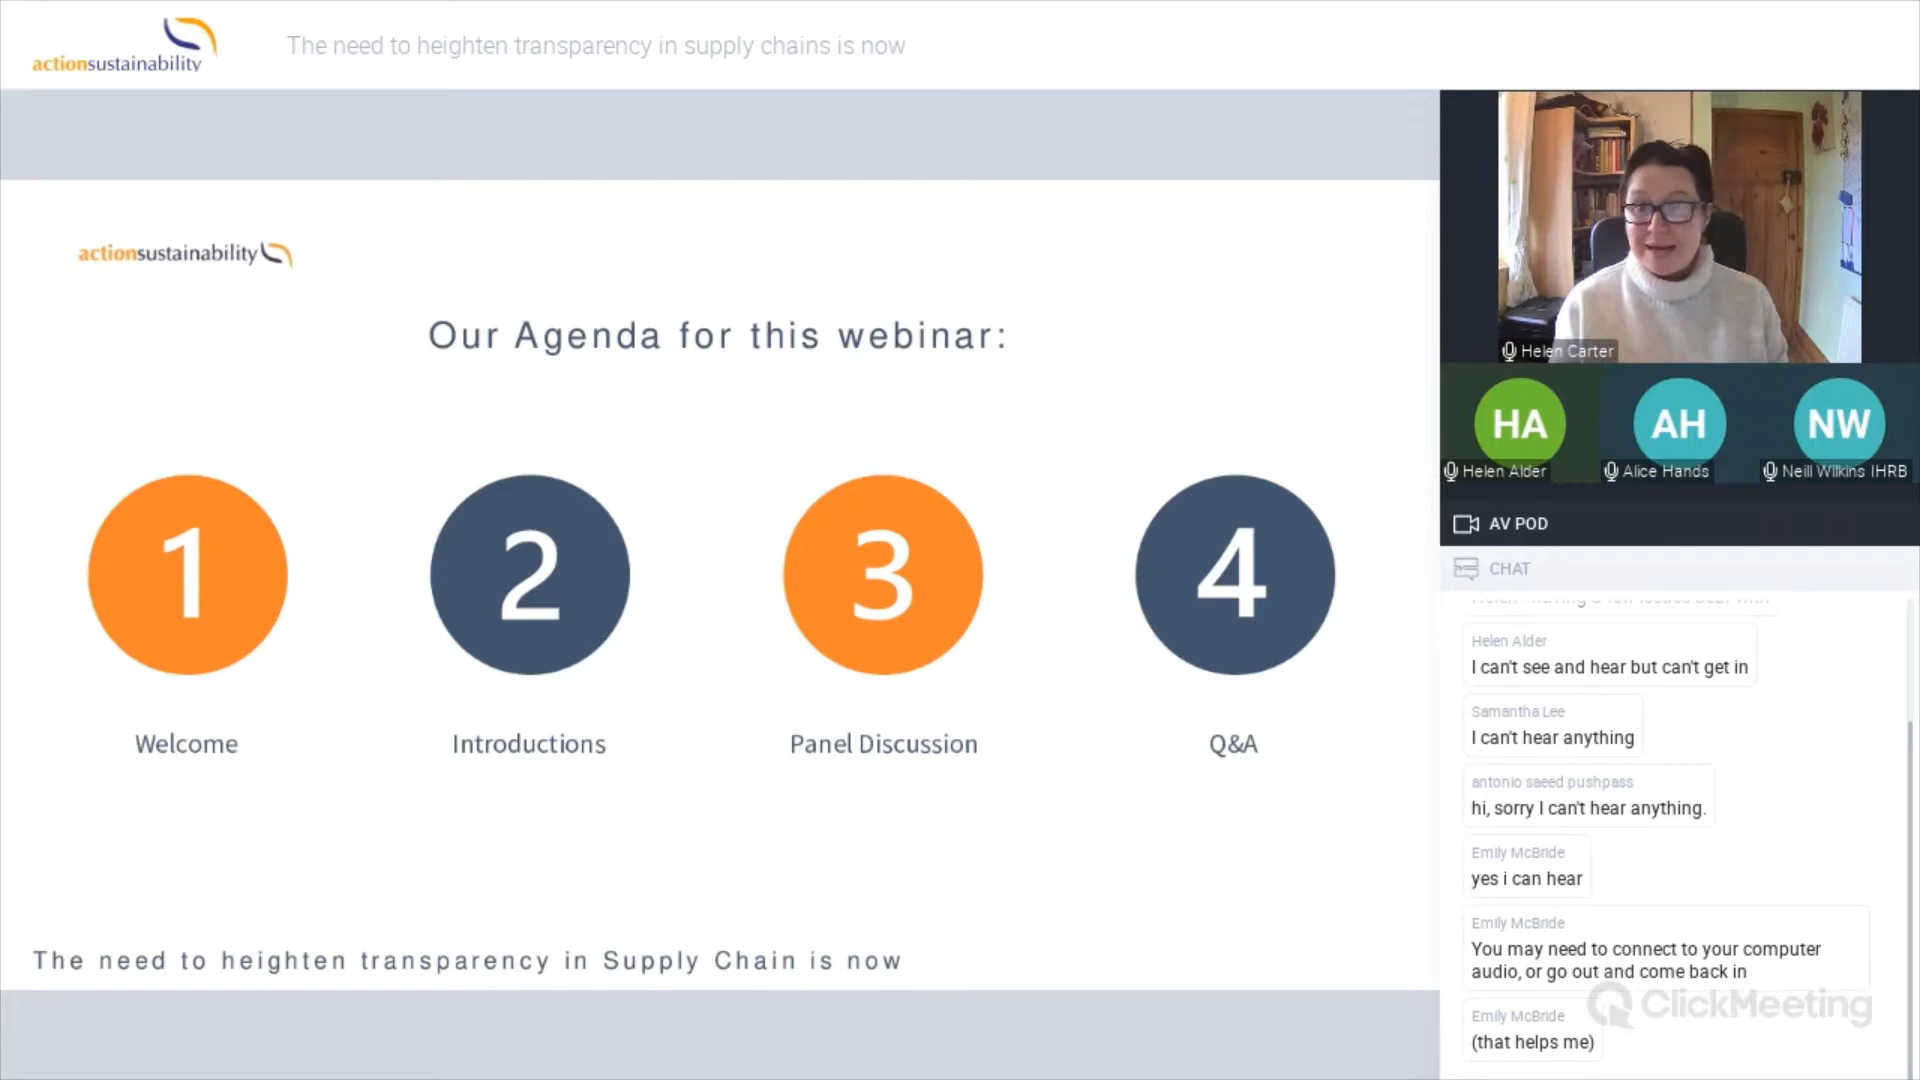 actionsustainability
The need to heighten transparency in supply chains is now
actionsustainability
Our Agenda for this webinar:
1
2
3
4
Welcome
Introductions
Panel Discussion
Q&A
The need to heighten transparency in Supply Chain is now
Helen Carter
HA
AH
NW
Helen Alder
Alice Hands
Neill Wilkins IHRB
AV POD
CHAT
Helen Alder
I can't see and hear but can't get in
Samantha Lee
I can't hear anything
antonio saeed pushpass
hi, sorry I can't hear anything.
Emily McBride
yes i can hear
Emily McBride
You may need to connect to your computer
audio, or go out and come back in
ClickMeeting
Emily McBride
(that helps me)